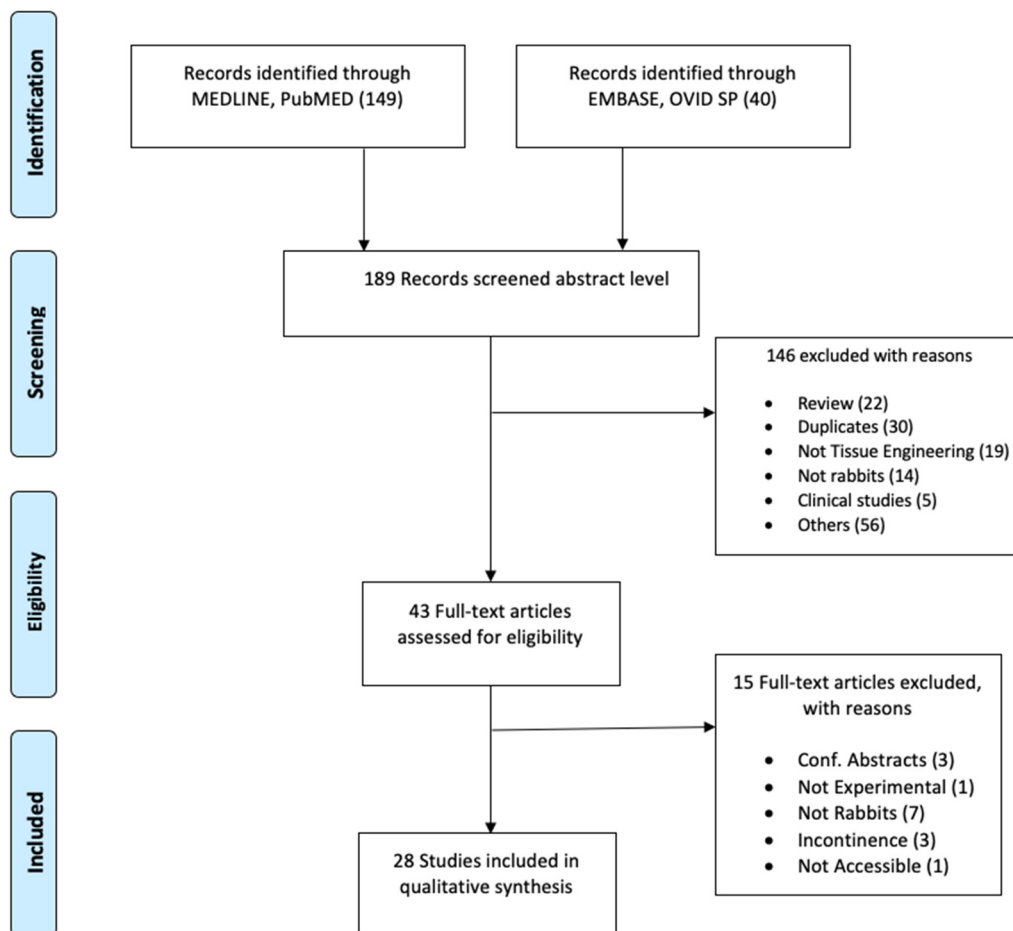 Identification
Records identified through
MEDLINE, PubMED (149)
Records identified through
EMBASE, OVID SP (40)
Screening
189 Records screened abstract level
146 excluded with reasons
• Review (22)
• Duplicates (30)
• Not Tissue Engineering (19)
• Not rabbits (14)
• Clinical studies (5)
• Others (56)
Eligibility
43 Full-text articles
assessed for eligibility
15 Full-text articles excluded,
with reasons
• Conf. Abstracts (3)
• Not Experimental (1)
• Not Rabbits (7)
• Incontinence (3)
• Not Accessible (1)
Included
28 Studies included in
qualitative synthesis